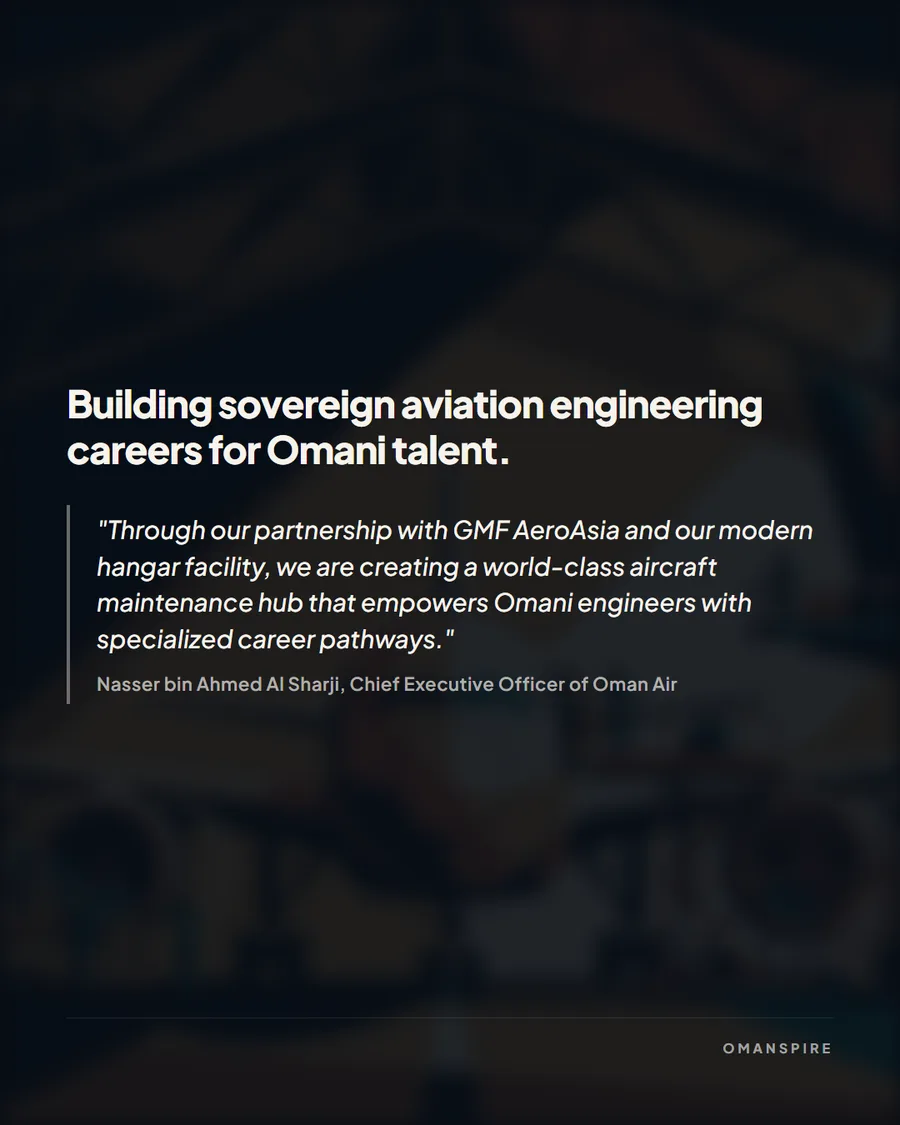 Building sovereign aviation engineering
careers for Omani talent.
"Through our partnership with GMF AeroAsia and our modern
hangar facility, we are creating a world-class aircraft
maintenance hub that empowers Omani engineers with
specialized career pathways."
Nasser bin Ahmed Al Sharji, Chief Executive Officer of Oman Air
OMANSPIRE